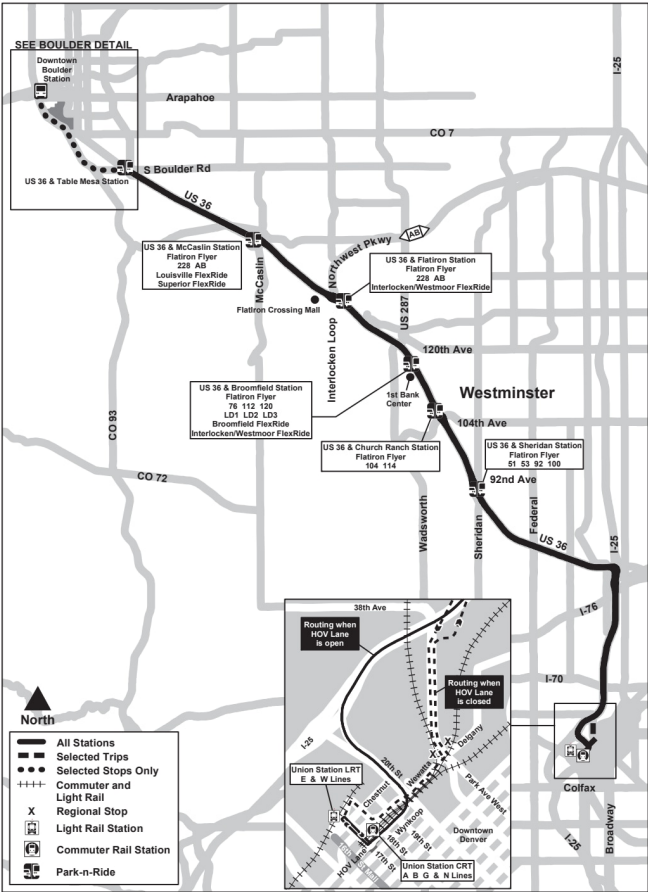 SEE BOULDER DETAIL
Downtown
Boulder
Station
I-25
Arapahoe
CO 7
S Boulder Rd
US 36 & Table Mesa Station
US 36
AB
Northwest Pkwy
US 36 & McCaslin Station
Flatiron Flyer
228 AB
Louisville FlexRide
Superior FlexRide
McCaslin
US 36 & Flatiron Station
Flatiron Flyer
228 AB
Interlocken/Westmoor FlexRide
FlatIron Crossing Mall
Interlocken Loop
US 287
120th Ave
US 36 & Broomfield Station
Flatiron Flyer
76 112 120
LD1 LD2 LD3
Broomfield FlexRide
Interlocken/Westmoor FlexRide
1st Bank
Center
Westminster
104th Ave
CO 93
US 36 & Church Ranch Station
Flatiron Flyer
104 114
US 36 & Sheridan Station
Flatiron Flyer
51 53 92 100
92nd Ave
CO 72
Wadsworth
Sheridan
Federal
US 36
I-25
I-76
I-70
38th Ave
Routing when
HOV Lane
is open
Routing when
HOV Lane
is closed
I-25
20th St
Chestnut
Wewatta
Delgany
Park Ave West
Union Station LRT
E & W Lines
Wynkoop
19th St
18th St
17th St
HOV Lane
Downtown
Denver
Union Station CRT
A B G & N Lines
Colfax
I-25
Broadway
North
All Stations
Selected Trips
Selected Stops Only
Commuter and
Light Rail
X Regional Stop
Light Rail Station
Commuter Rail Station
Park-n-Ride